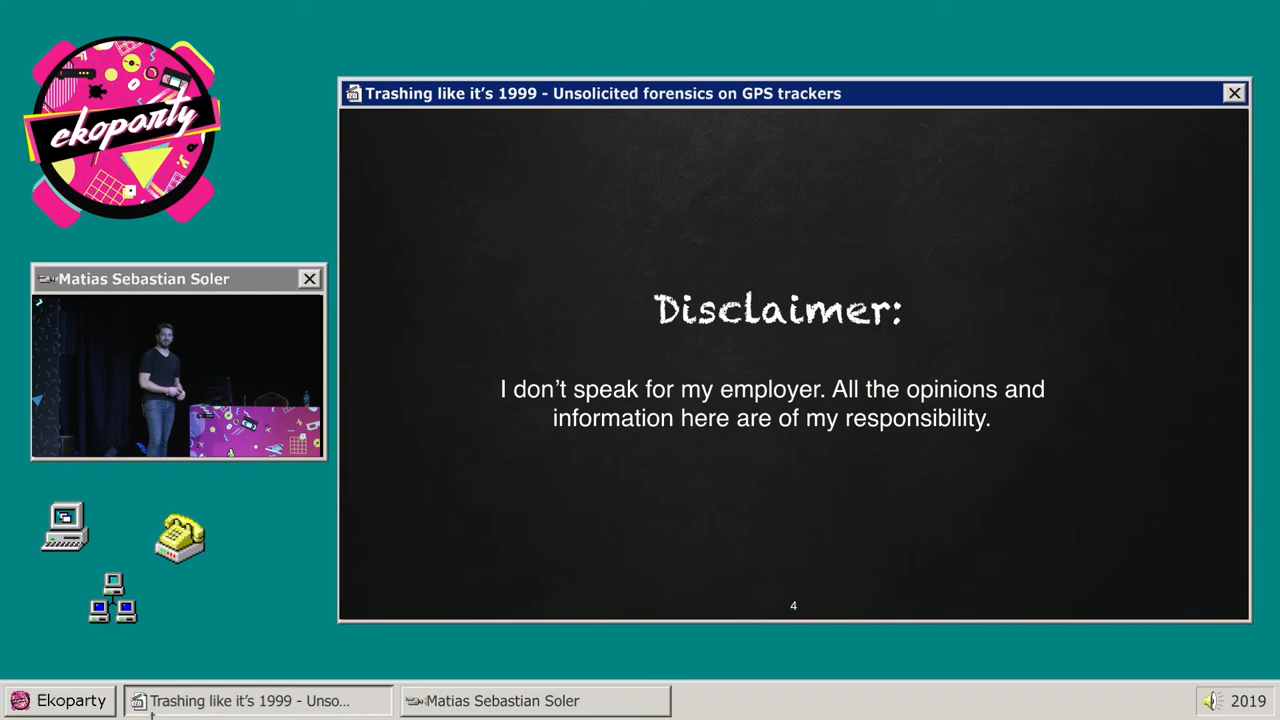 ekoparty
Trashing like it's 1999 - Unsolicited forensics on GPS trackers
Disclaimer:
I don't speak for my employer. All the opinions and
information here are of my responsibility.
4
Matias Sebastian Soler
Ekoparty
Trashing like it's 1999 - Unso...
Matias Sebastian Soler
2019